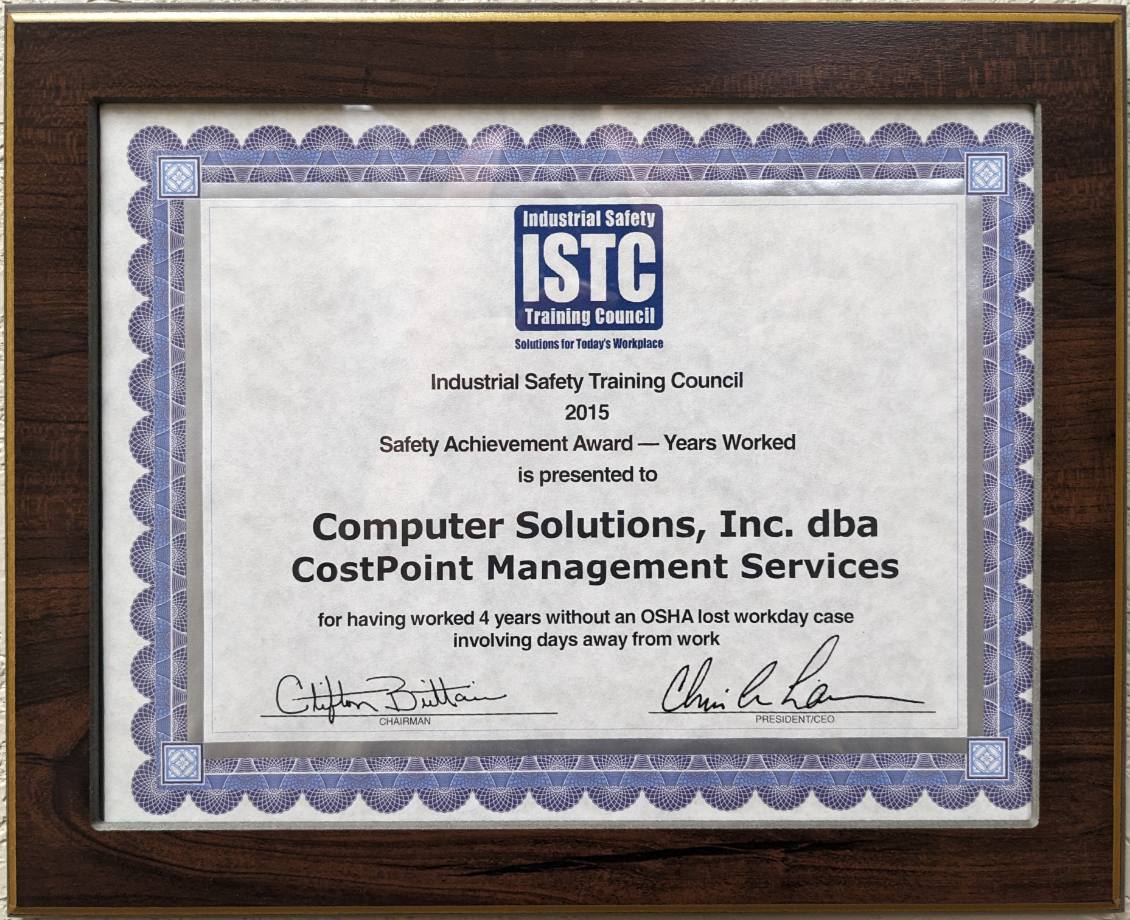 Industrial Safety
ISTC
Training Council
Solutions for Today's Workplace
Industrial Safety Training Council
2015
Safety Achievement Award — Years Worked
is presented to
Computer Solutions, Inc. dba
CostPoint Management Services
for having worked 4 years without an OSHA lost workday case
involving days away from work
Clifton Brittain
CHAIRMAN
PRESIDENT/CEO